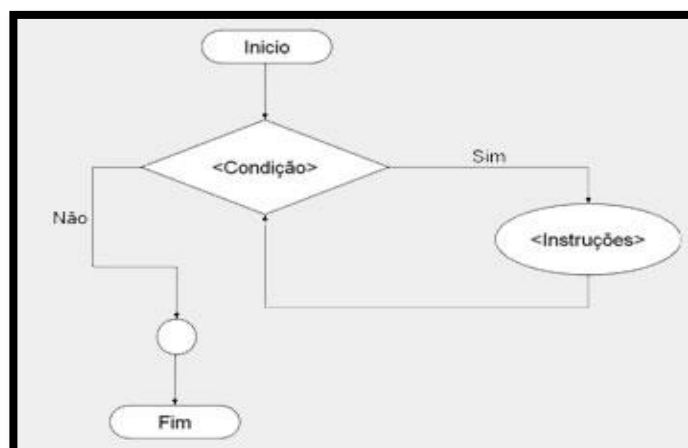 Inicio
<Condição>
Sim
Não
<Instruções>
Fim